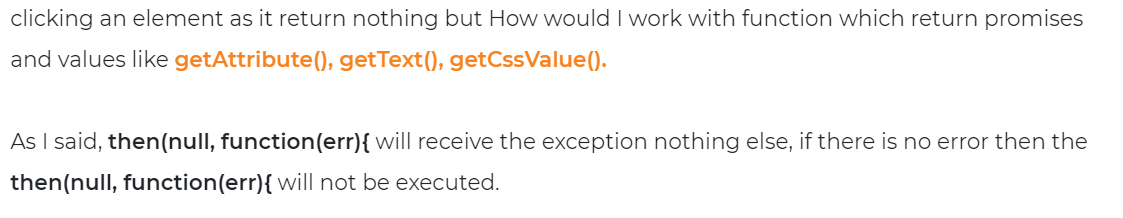 clicking an element as it return nothing but How would I work with function which return promises
and values like getAttribute(), getText(), getCssValue().
As I said, then(null, function(err){ will receive the exception nothing else, if there is no error then the
then(null, function(err){ will not be executed.